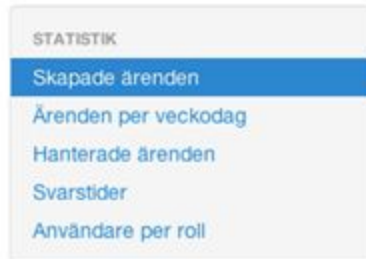 STATISTIK
Skapade ärenden
Ärenden per veckodag
Hanterade ärenden
Svarstider
Användare per roll